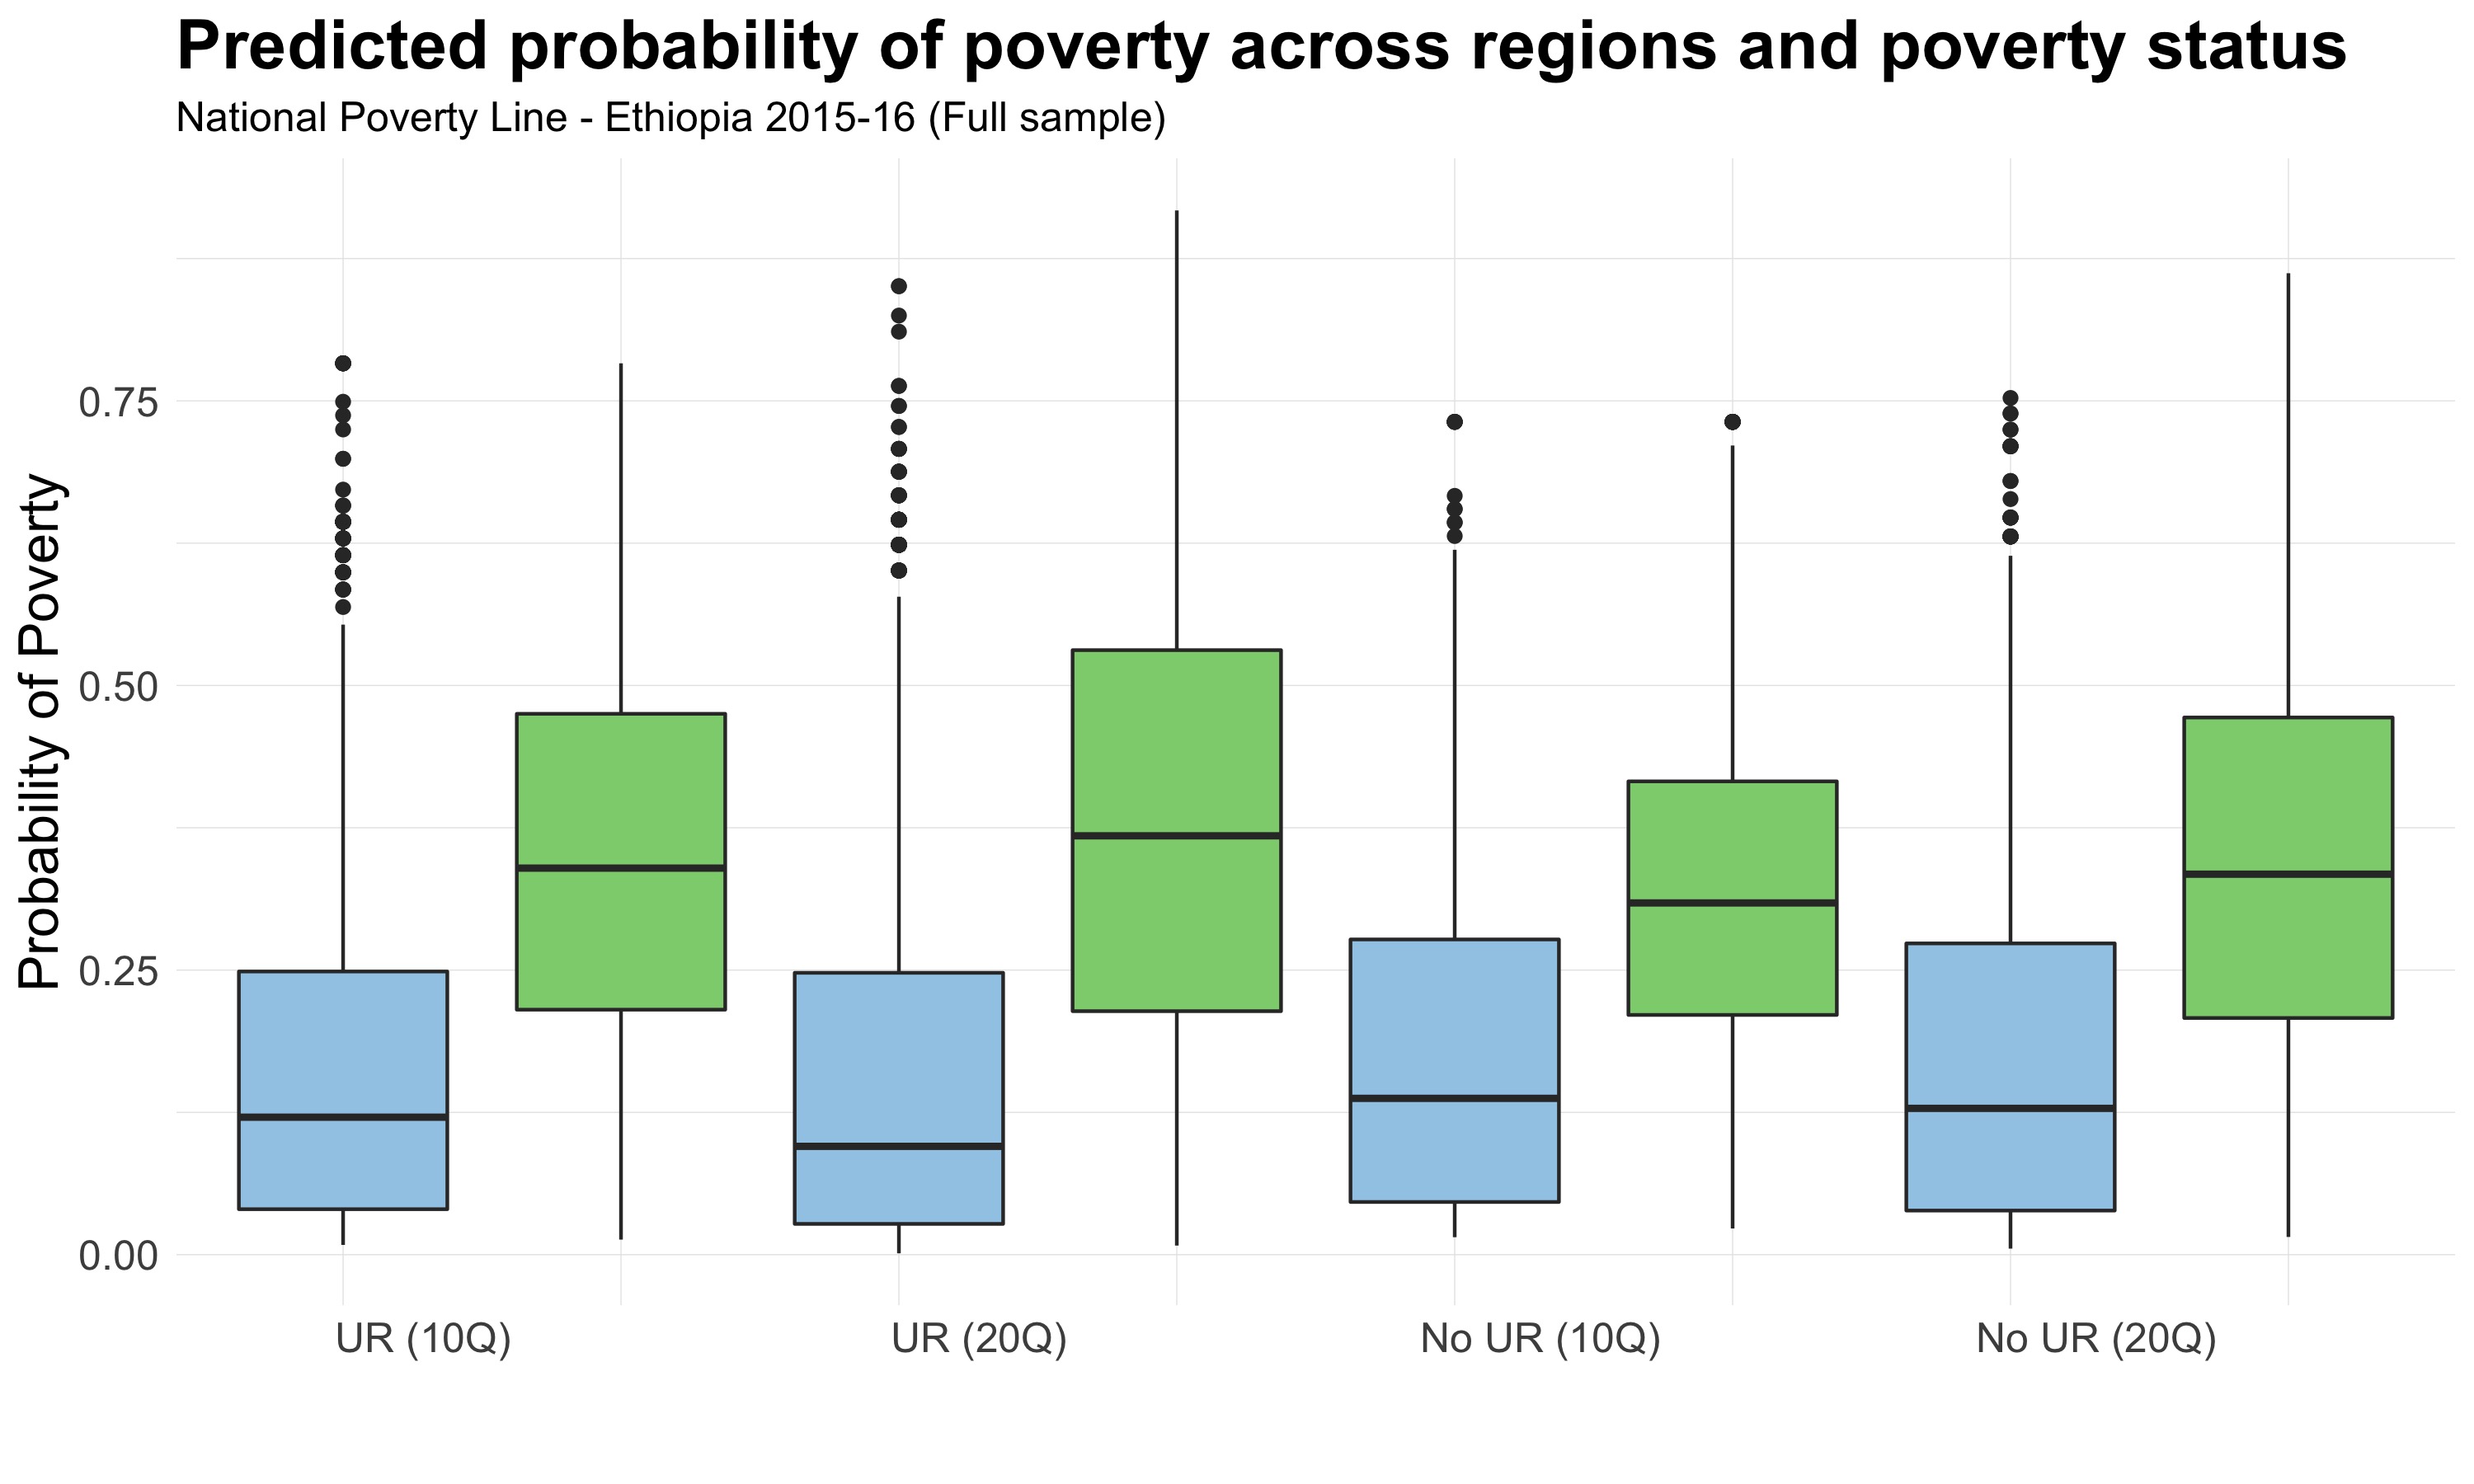 Predicted probability of poverty across regions and poverty status
National Poverty Line - Ethiopia 2015-16 (Full sample)
Probability of Poverty
0.75
0.50
0.25
0.00
UR (10Q)
UR (20Q)
No UR (10Q)
No UR (20Q)